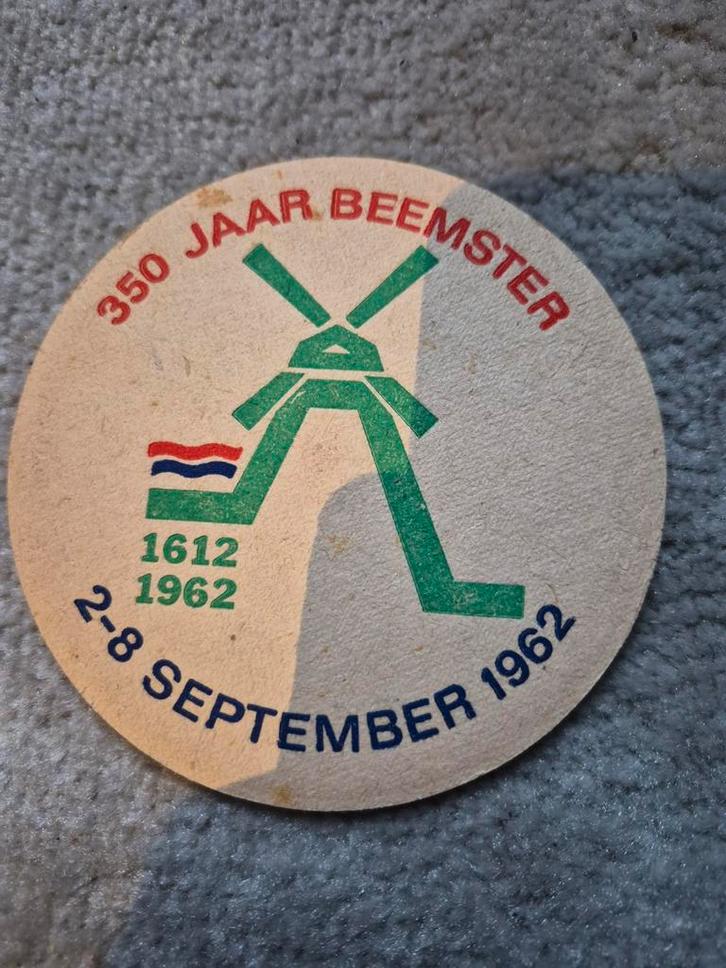 350 JAAR BEEMSTER
1612
1962
2-8 SEPTEMBER 1962